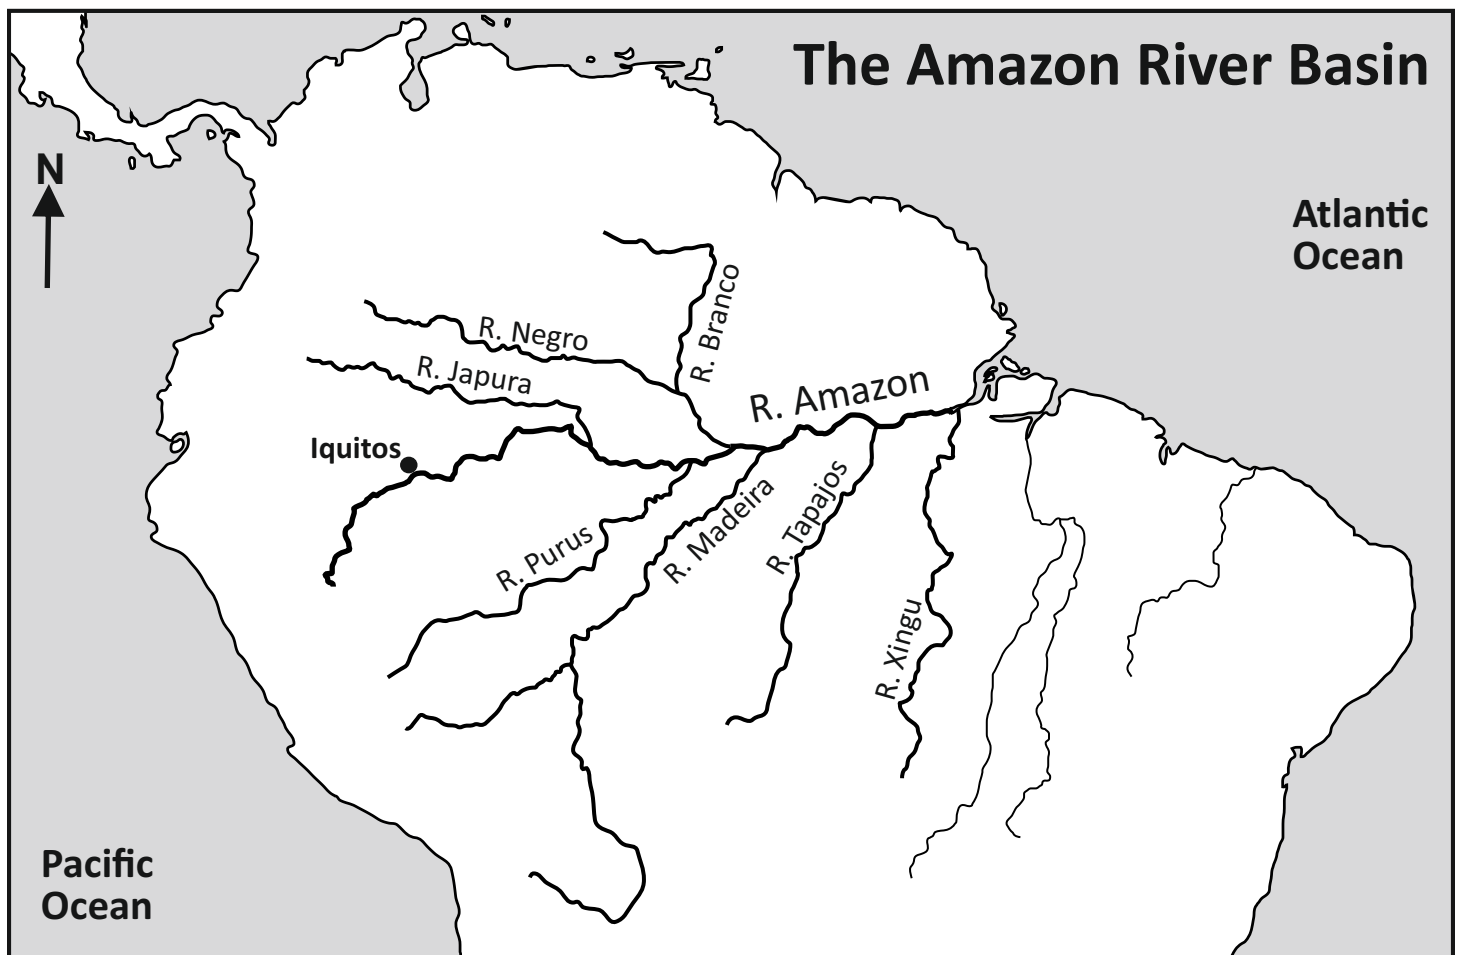 The Amazon River Basin
N
Atlantic
Ocean
R. Branco
R. Negro
R. Japura
R. Amazon
Iquitos
R. Purus
R. Madeira
R. Tapajos
R. Xingu
Pacific
Ocean